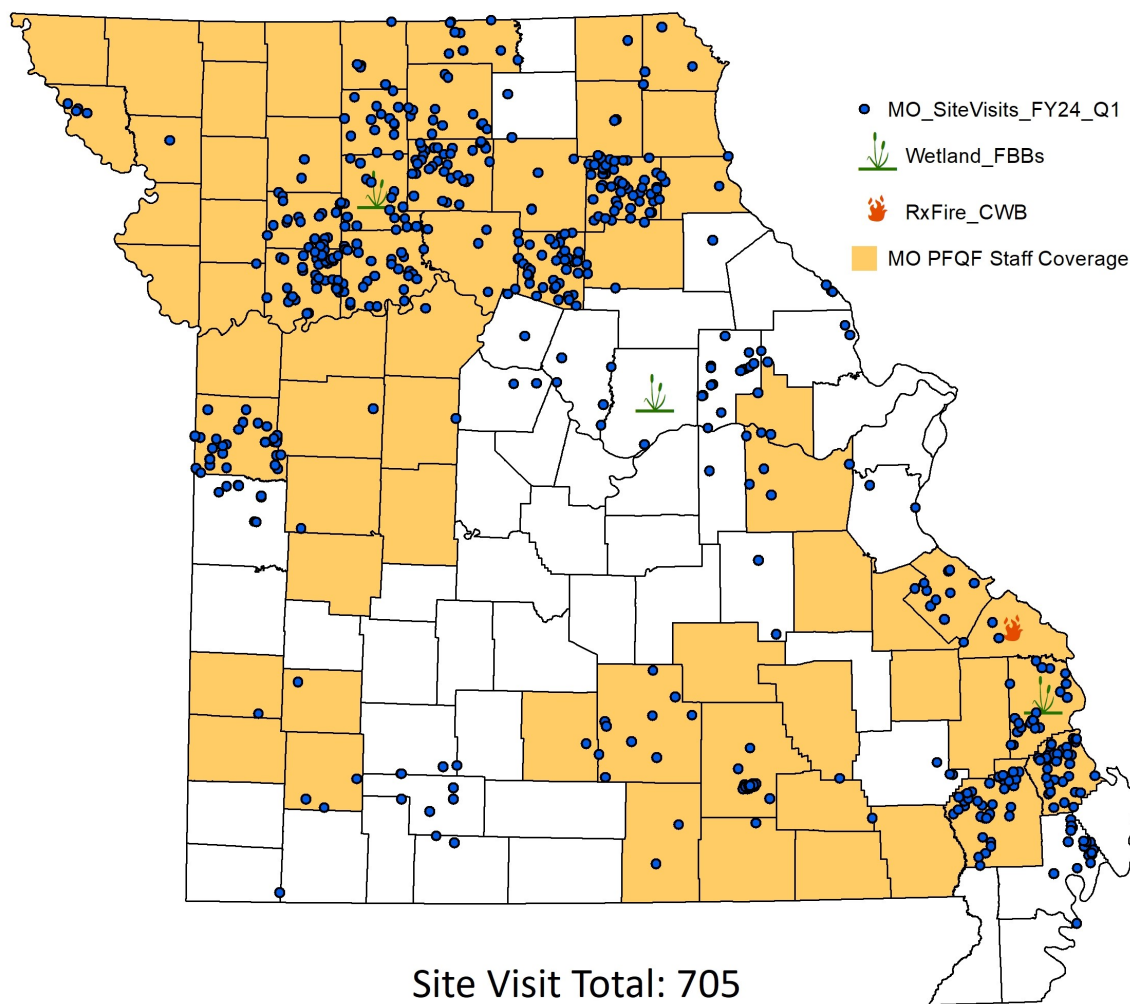 MO_SiteVisits_FY24_Q1
Wetland_FBBs
RxFire_CWB
MO PFQF Staff Coverage
Site Visit Total: 705